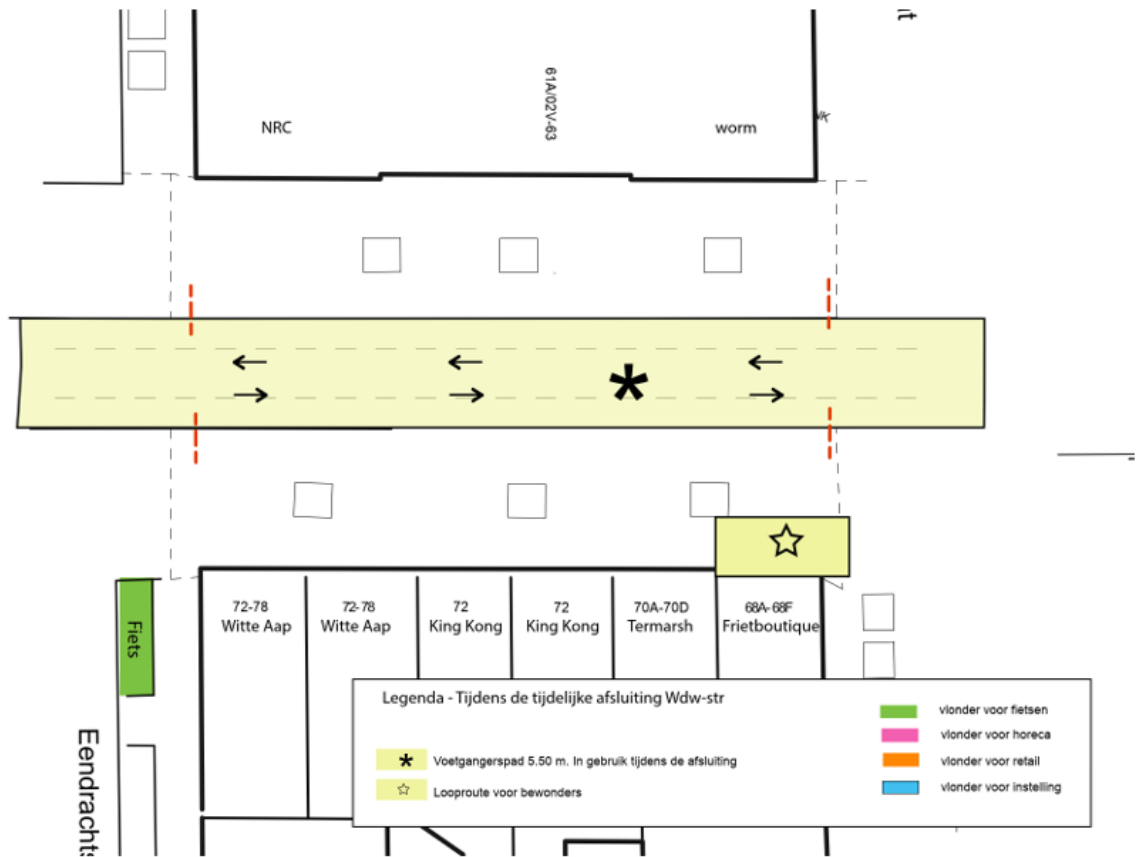 NRC
61A/02V-63
worm
72-78
Witte Aap
72-78
Witte Aap
72
King Kong
72
King Kong
70A-70D
Termarsh
68A-68F
Frietboutique
Fiets
Eendrachts
Legenda - Tijdens de tijdelijke afsluiting Wdw-str
* Voetgangerspad 5.50 m. In gebruik tijdens de afsluiting
Looproute voor bewonders
vlonder voor fietsen
vlonder voor horeca
vlonder voor retail
vlonder voor instelling